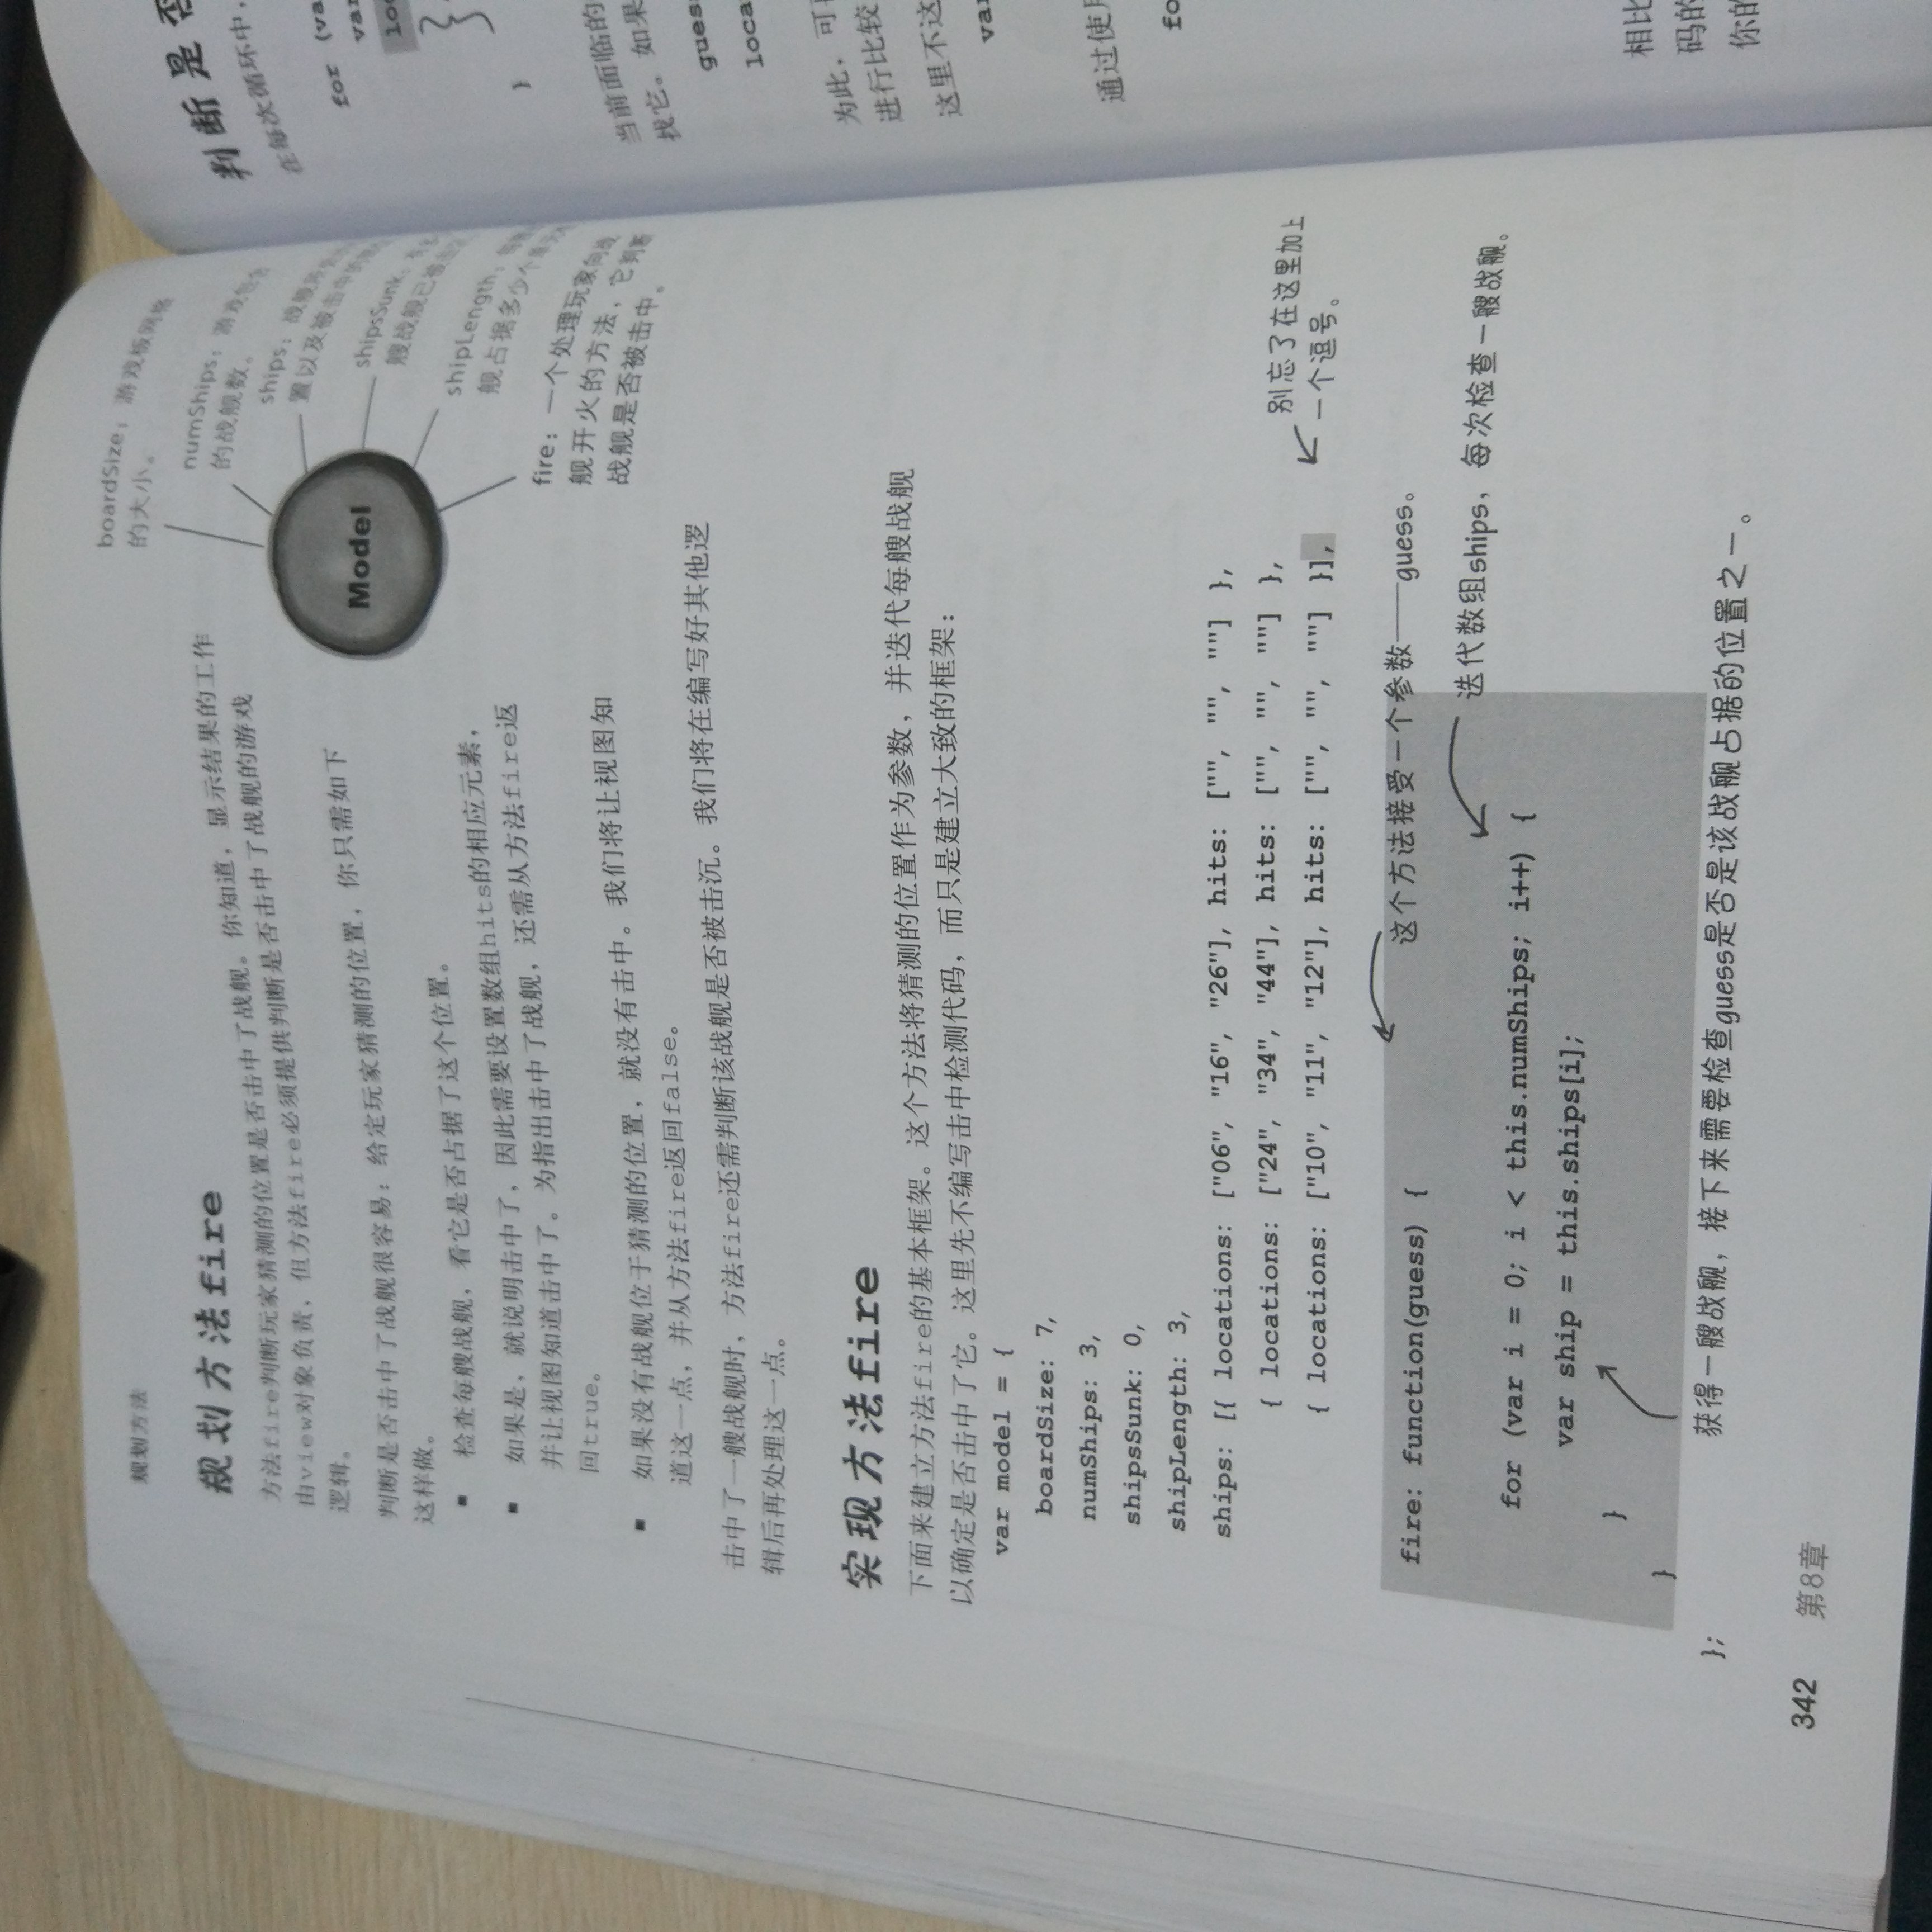 规划方法
规划方法fire
方法fire判断玩家猜测的位置是否击中了战舰。你知道，显示结果的工作
由view对象负责，但方法fire必须提供判断是否击中了战舰的游戏
逻辑。
判断是否击中了战舰很容易：给定玩家猜测的位置，你只需如下
这样做。
▪ 检查每艘战舰，看它是否占据了这个位置。
▪ 如果是，就说明击中了，因此需要设置数组hits的相应元素，
并让视图知道击中了。为指出击中了战舰，还需从方法fire返
回true。
▪ 如果没有战舰位于猜测的位置，就没有击中。我们将让视图知
道这一点，并从方法fire返回false。
击中了一艘战舰时，方法fire还需判断该战舰是否被击沉。我们将在编写好其他逻
辑后再处理这一点。
Model
boardSize：游戏板网格
的大小。
numShips：游戏包含
的战舰数。
ships：战舰的
置以及被击中的
shipsSunk：有多
艘战舰已被击
shipLength：每艘
舰占据多少个单元
fire：一个处理玩家向战
舰开火的方法，它判断
战舰是否被击中。
实现方法fire
下面来建立方法fire的基本框架。这个方法将猜测的位置作为参数，并迭代每艘战舰
以确定是否击中了它。这里先不编写击中检测代码，而只是建立大致的框架：
var model = {
boardSize: 7,
numShips: 3,
shipsSunk: 0,
shipLength: 3,
ships: [{ locations: ["06", "16", "26"], hits: ["", "", ""] },
{ locations: ["24", "34", "44"], hits: ["", "", ""] },
{ locations: ["10", "11", "12"], hits: ["", "", ""] }],
别忘了在这里加上
一个逗号。
这个方法接受一个参数——guess。
fire: function(guess) {
迭代数组ships，每次检查一艘战舰。
for (var i = 0; i < this.numShips; i++) {
var ship = this.ships[i];
}
}
获得一艘战舰，接下来需要检查guess是否是该战舰占据的位置之一。
};
342 第8章
判断是否
在每次循环中，
for (va
var
loc
}
当前面临的
找它。如果
gues
loca
为此，可
进行比较
这里不这
var
通过使用
fo
相比
码的
你的